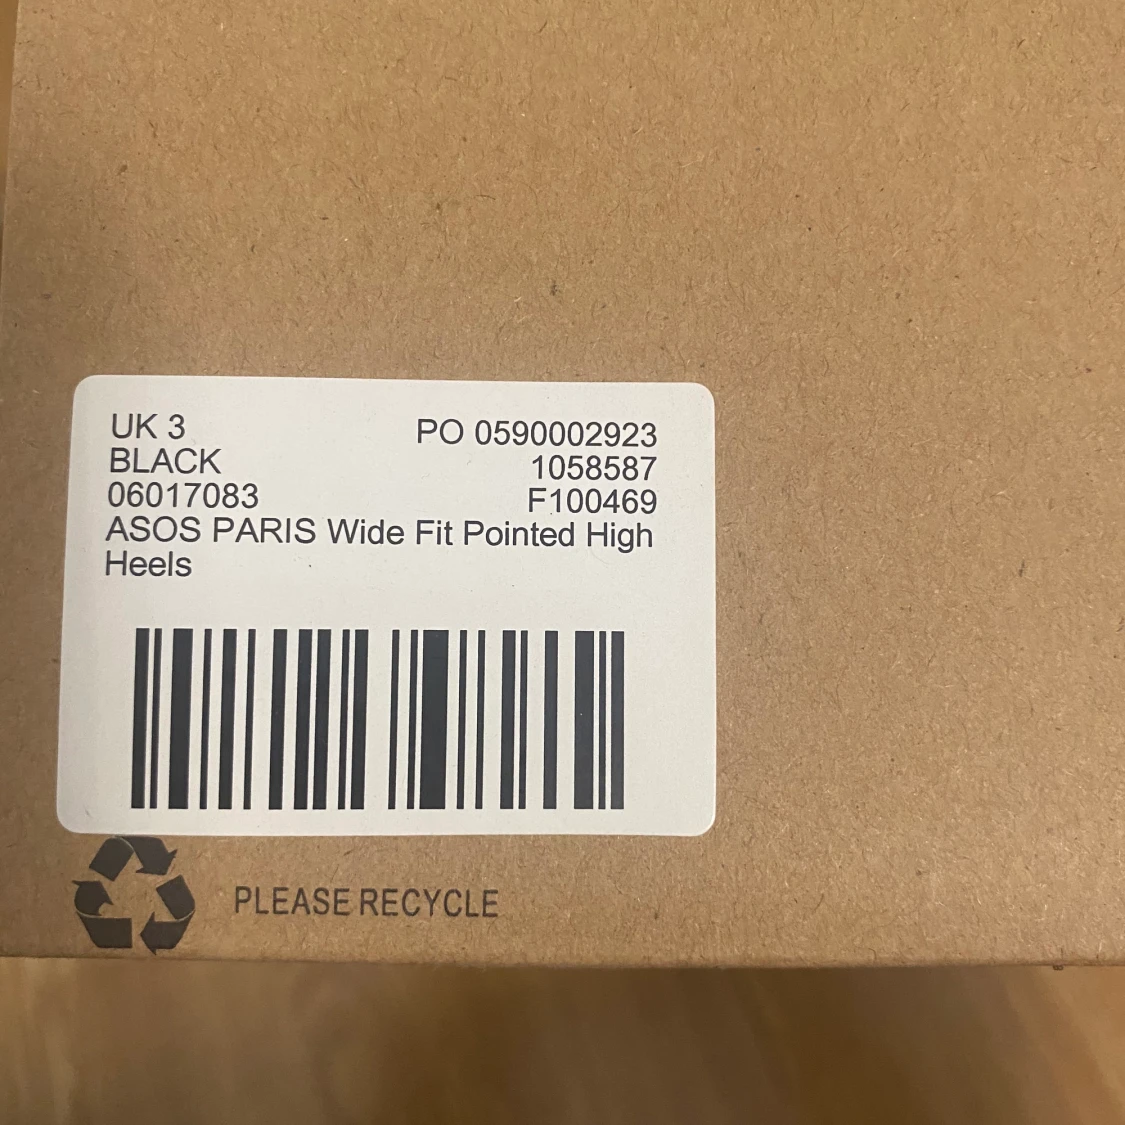 UK 3 PO 0590002923
BLACK 1058587
06017083 F100469
ASOS PARIS Wide Fit Pointed High
Heels
PLEASE RECYCLE